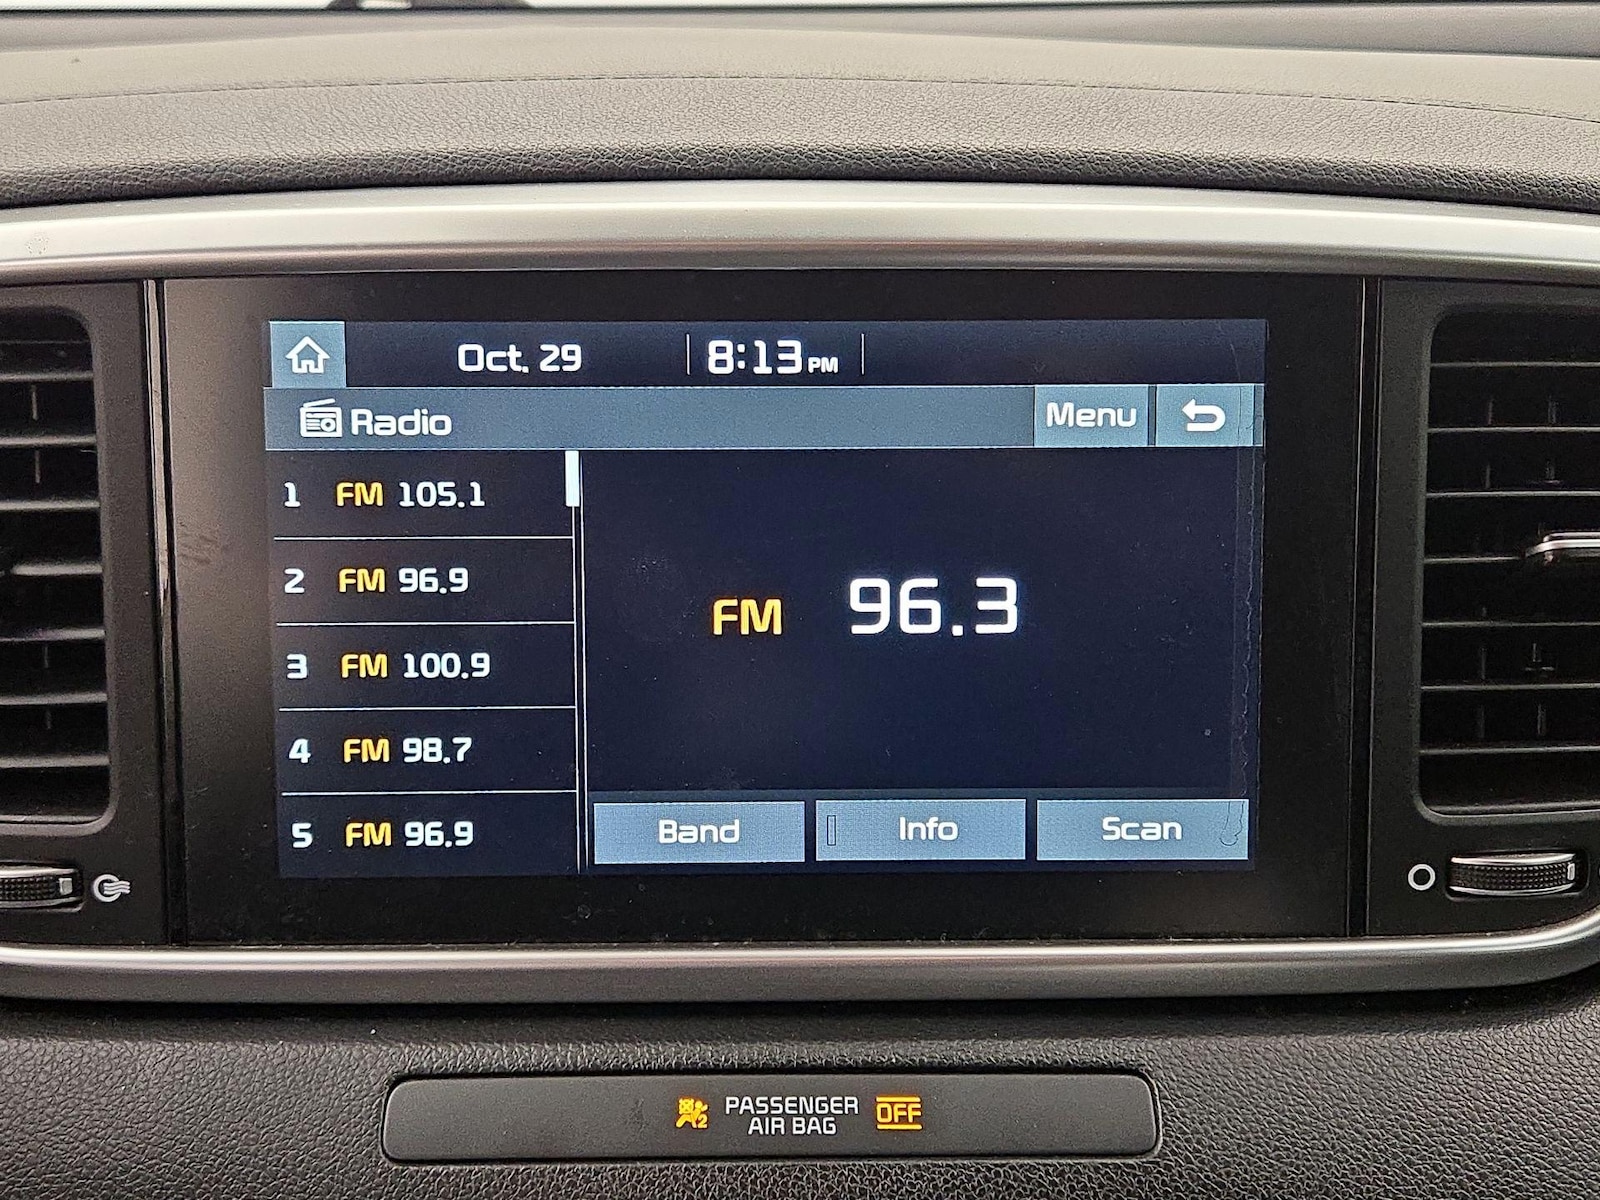 Oct. 29 8:13 PM
Radio Menu
1 FM 105.1
2 FM 96.9
3 FM 100.9
4 FM 98.7
5 FM 96.9
FM 96.3
Band Info Scan
2 PASSENGER AIR BAG OFF